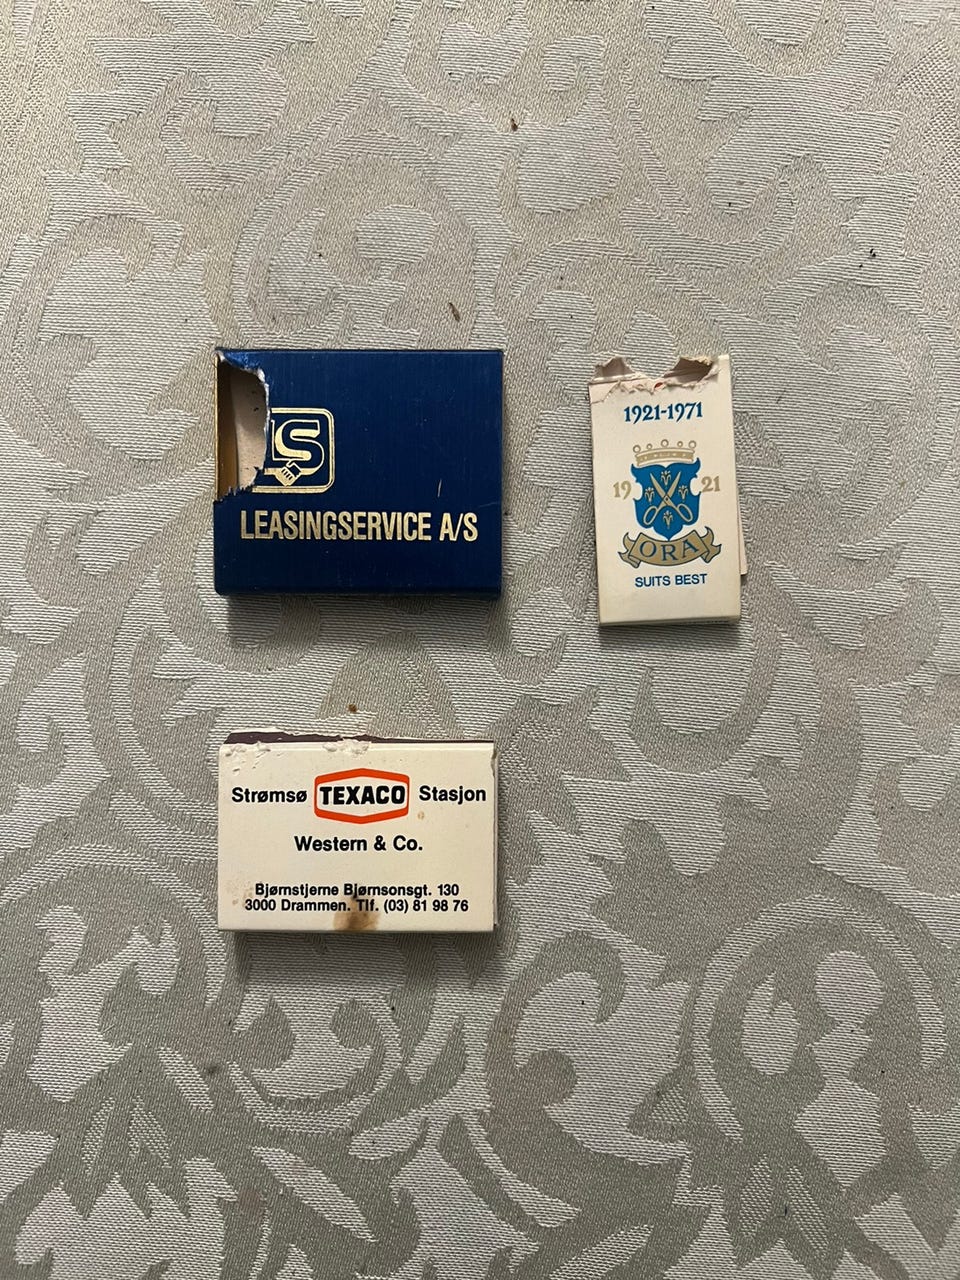 LS
LEASINGSERVICE A/S
1921-1971
19 21
ORA
SUITS BEST
Strømsø TEXACO Stasjon
Western & Co.
Bjørnstjerne Bjørnsonsgt. 130
3000 Drammen. Tlf. (03) 81 98 76